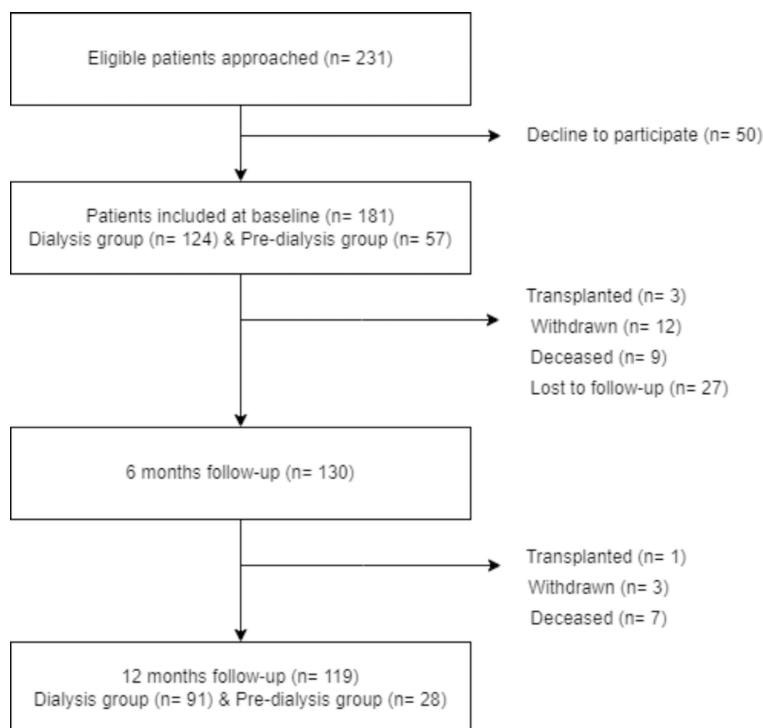 Eligible patients approached (n= 231)
Decline to participate (n= 50)
Patients included at baseline (n= 181)
Dialysis group (n= 124) & Pre-dialysis group (n= 57)
Transplanted (n= 3)
Withdrawn (n= 12)
Deceased (n= 9)
Lost to follow-up (n= 27)
6 months follow-up (n= 130)
Transplanted (n= 1)
Withdrawn (n= 3)
Deceased (n= 7)
12 months follow-up (n= 119)
Dialysis group (n= 91) & Pre-dialysis group (n= 28)